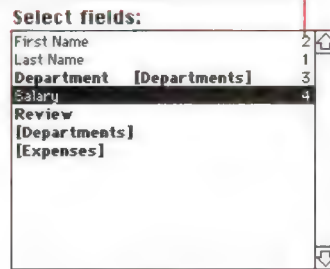 Select fields:
First Name 2
Last Name 1
Department [Departments] 3
Salary 4
Review
[Departments]
[Expenses]